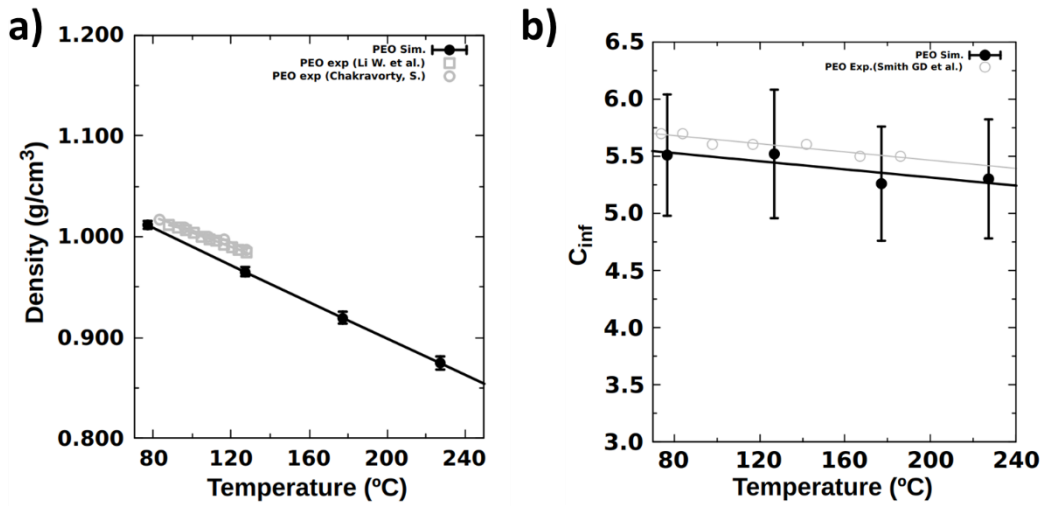 a)
Density (g/cm³)
1.200
1.100
1.000
0.900
0.800
PEO Sim.
PEO exp (Li W. et al.)
PEO exp (Chakravorty, S.)
80 120 160 200 240
Temperature (ºC)
b)
C_inf
6.5
6.0
5.5
5.0
4.5
4.0
3.5
3.0
PEO Sim.
PEO Exp.(Smith GD et al.)
80 120 160 200 240
Temperature (ºC)